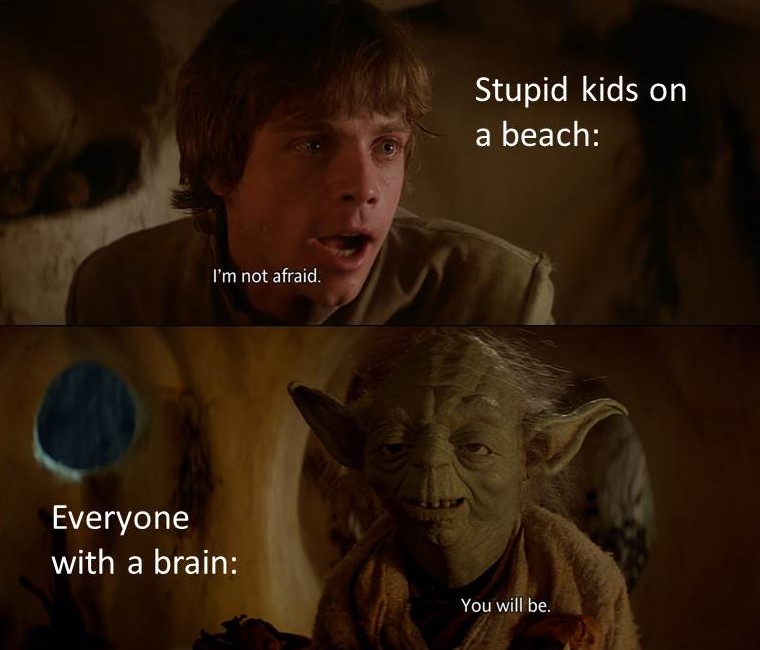 Stupid kids on
a beach:
I'm not afraid.
Everyone
with a brain:
You will be.